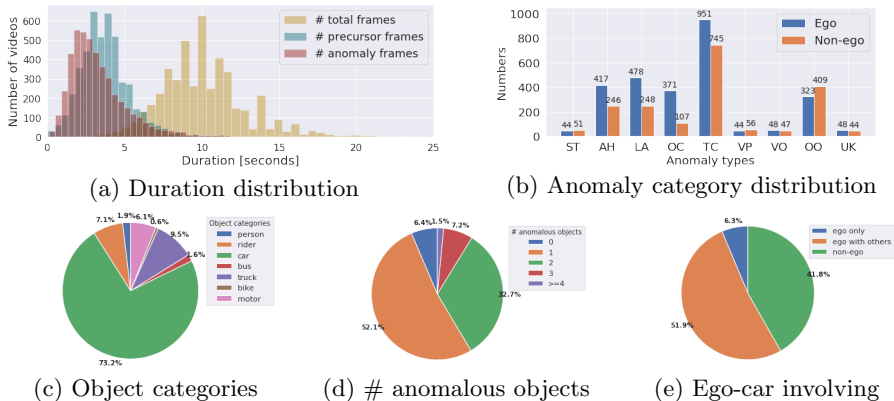 # total frames
# precursor frames
# anomaly frames
Number of videos
600
500
400
300
200
100
0
0
5
10
15
20
25
Duration [seconds]
(a) Duration distribution
Ego
Non-ego
Numbers
1000
800
600
400
200
0
44
51
417
246
478
248
371
107
951
745
44
56
48
47
323
409
48
44
ST
AH
LA
OC
TC
VP
VO
OO
UK
Anomaly types
(b) Anomaly category distribution
7.1%
1.9%
6.1%
0.6%
9.5%
1.6%
73.2%
Object categories
person
rider
car
bus
truck
bike
motor
(c) Object categories
6.4%
1.5%
7.2%
32.7%
52.1%
# anomalous objects
0
1
2
3
>=4
(d) # anomalous objects
6.3%
41.8%
51.9%
ego only
ego with others
non-ego
(e) Ego-car involving